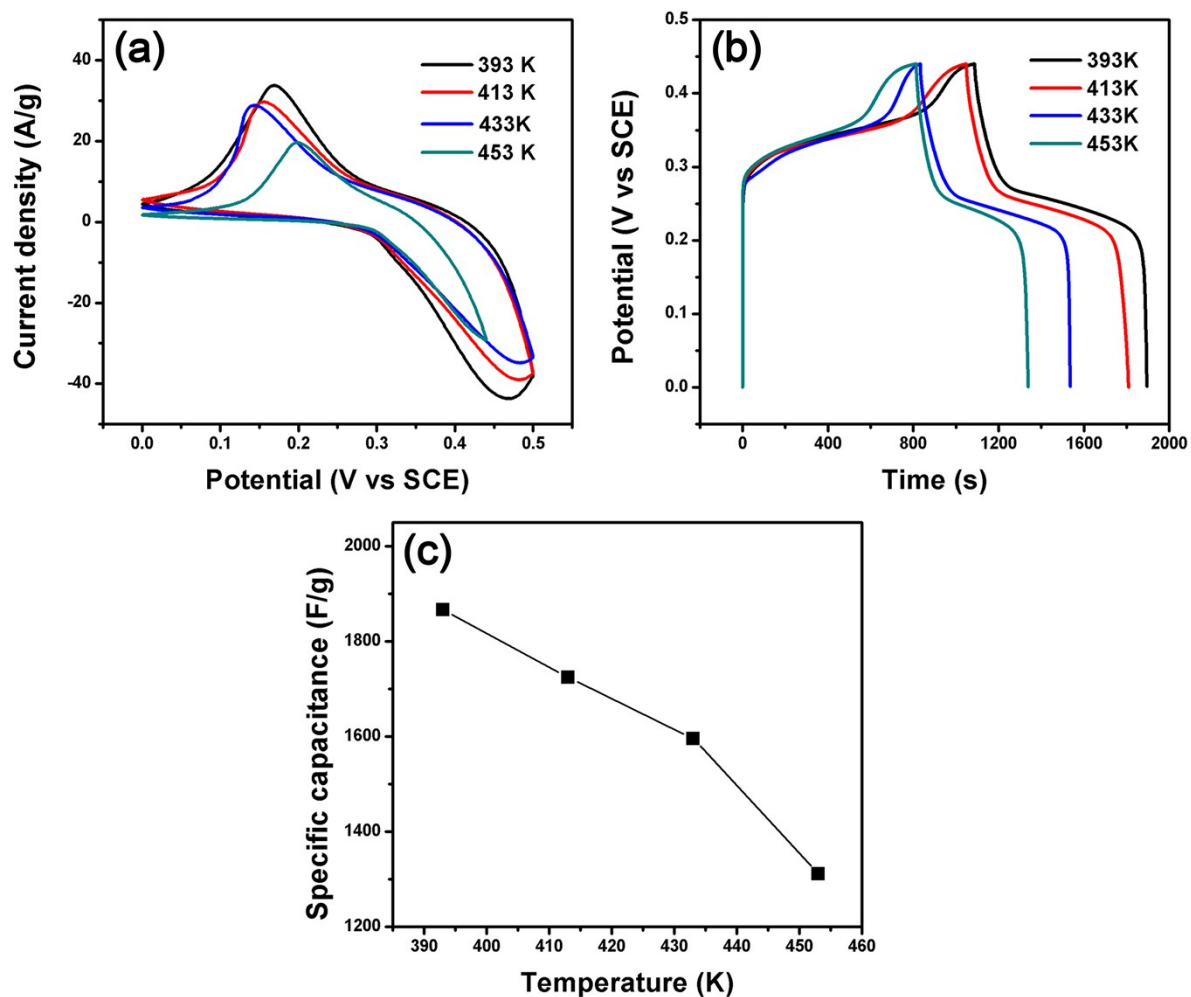 (a)
393 K
413 K
433K
453 K
Current density (A/g)
40
20
0
-20
-40
0.0 0.1 0.2 0.3 0.4 0.5
Potential (V vs SCE)
(b)
393K
413K
433K
453K
Potential (V vs SCE)
0.5
0.4
0.3
0.2
0.1
0.0
0 400 800 1200 1600 2000
Time (s)
(c)
Specific capacitance (F/g)
2000
1800
1600
1400
1200
390 400 410 420 430 440 450 460
Temperature (K)